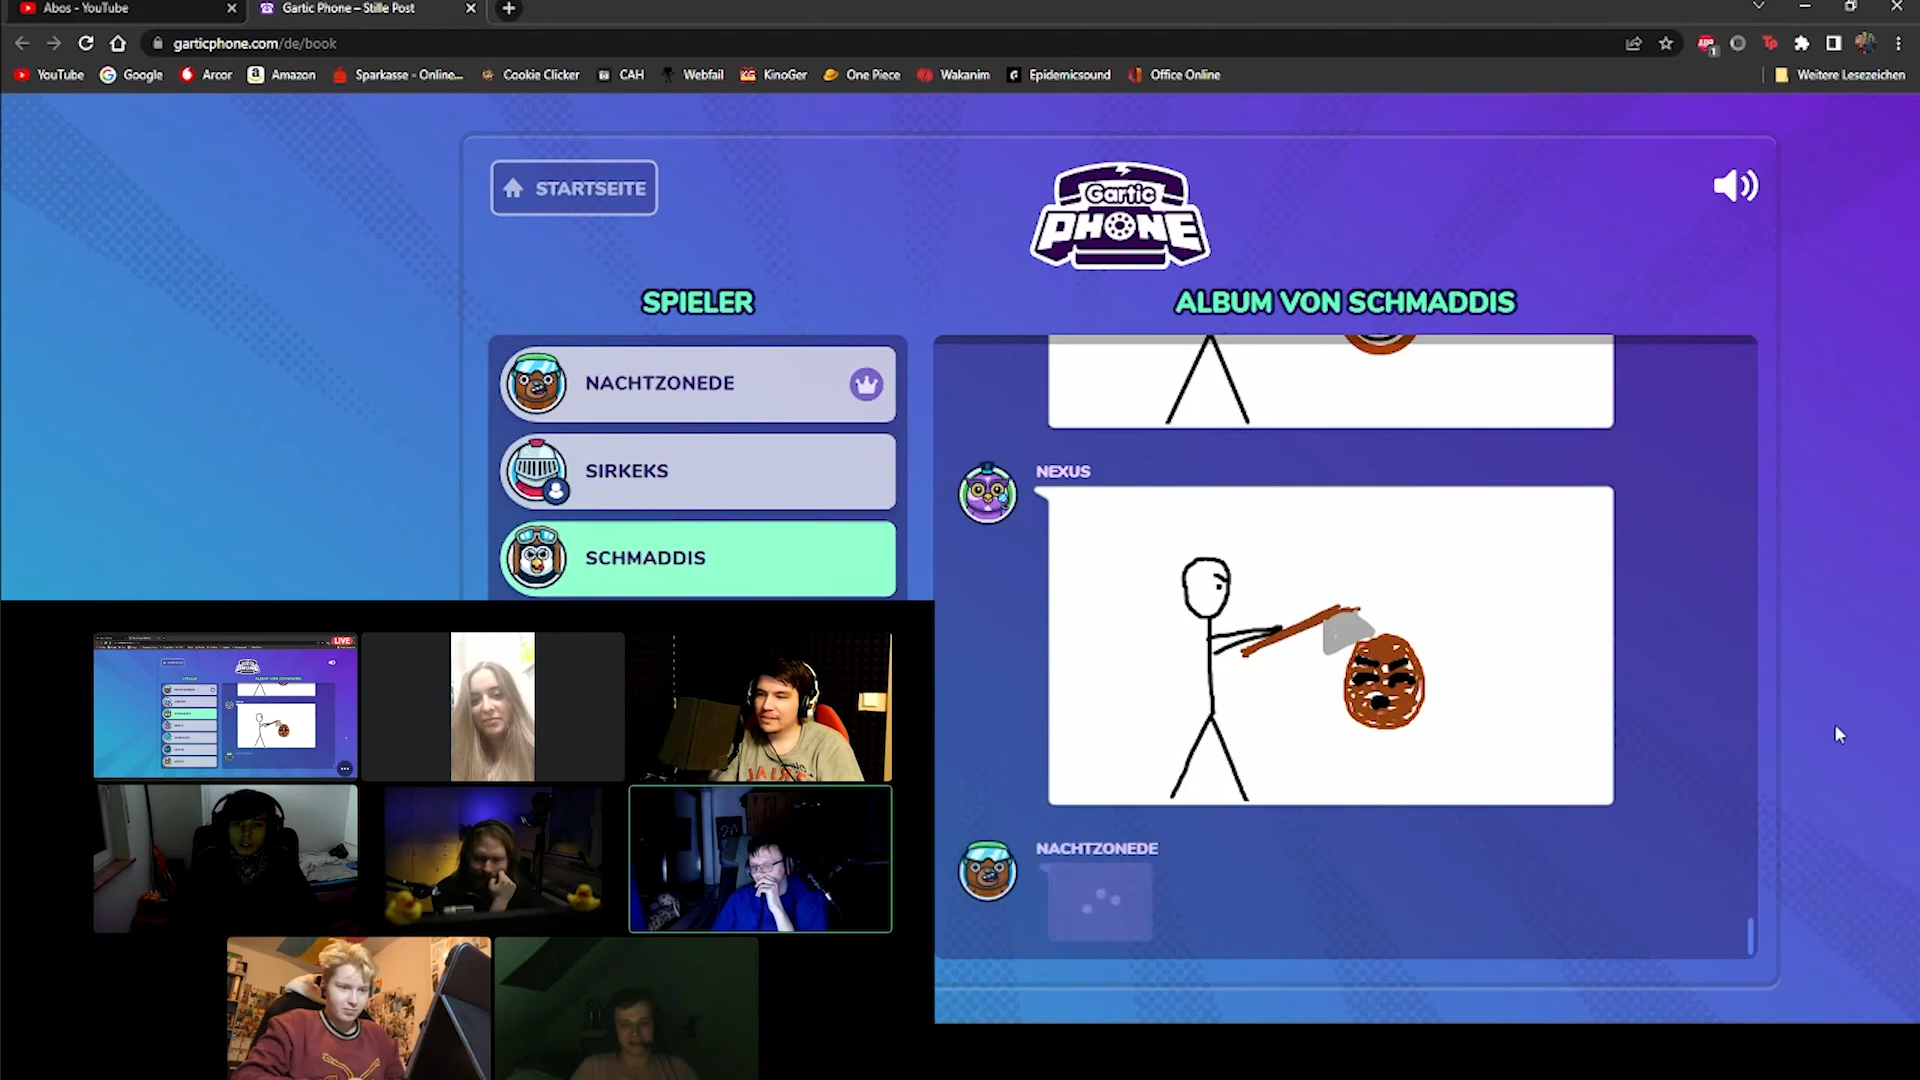 Abos - YouTube
Gartic Phone – Stille Post
garticphone.com/de/book
YouTube
Google
Arcor
Amazon
Sparkasse - Online...
Cookie Clicker
CAH
Webfail
KinoGer
One Piece
Wakanim
Epidemicsound
Office Online
Weitere Lesezeichen
STARTSEITE
Gartic
PHONE
SPIELER
ALBUM VON SCHMADDIS
NACHTZONEDE
SIRKEKS
SCHMADDIS
NEXUS
NACHTZONEDE
LIVE